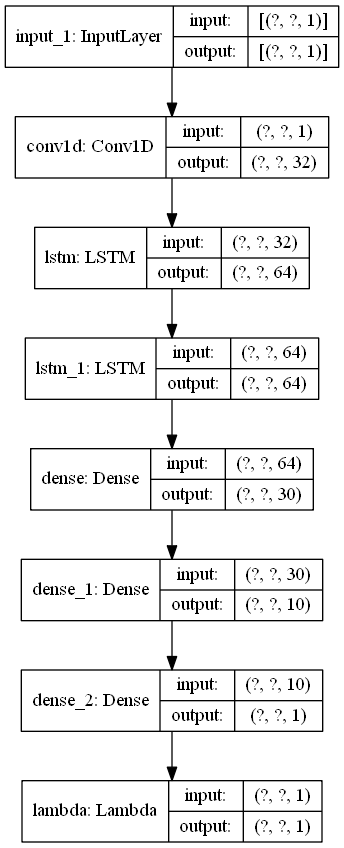 input_1: InputLayer
input: [(?, ?, 1)]
output: [(?, ?, 1)]
conv1d: Conv1D
input: (?, ?, 1)
output: (?, ?, 32)
lstm: LSTM
input: (?, ?, 32)
output: (?, ?, 64)
lstm_1: LSTM
input: (?, ?, 64)
output: (?, ?, 64)
dense: Dense
input: (?, ?, 64)
output: (?, ?, 30)
dense_1: Dense
input: (?, ?, 30)
output: (?, ?, 10)
dense_2: Dense
input: (?, ?, 10)
output: (?, ?, 1)
lambda: Lambda
input: (?, ?, 1)
output: (?, ?, 1)